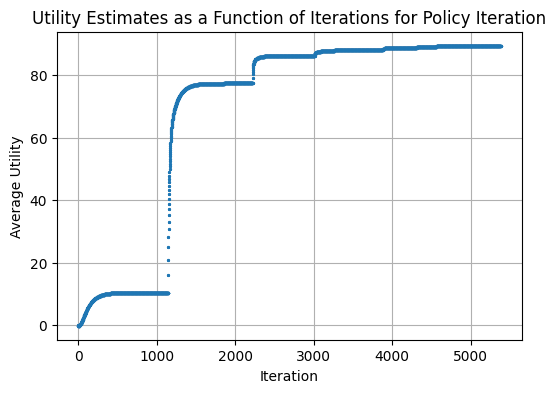 Utility Estimates as a Function of Iterations for Policy Iteration
Average Utility
80
60
40
20
0
0 1000 2000 3000 4000 5000
Iteration